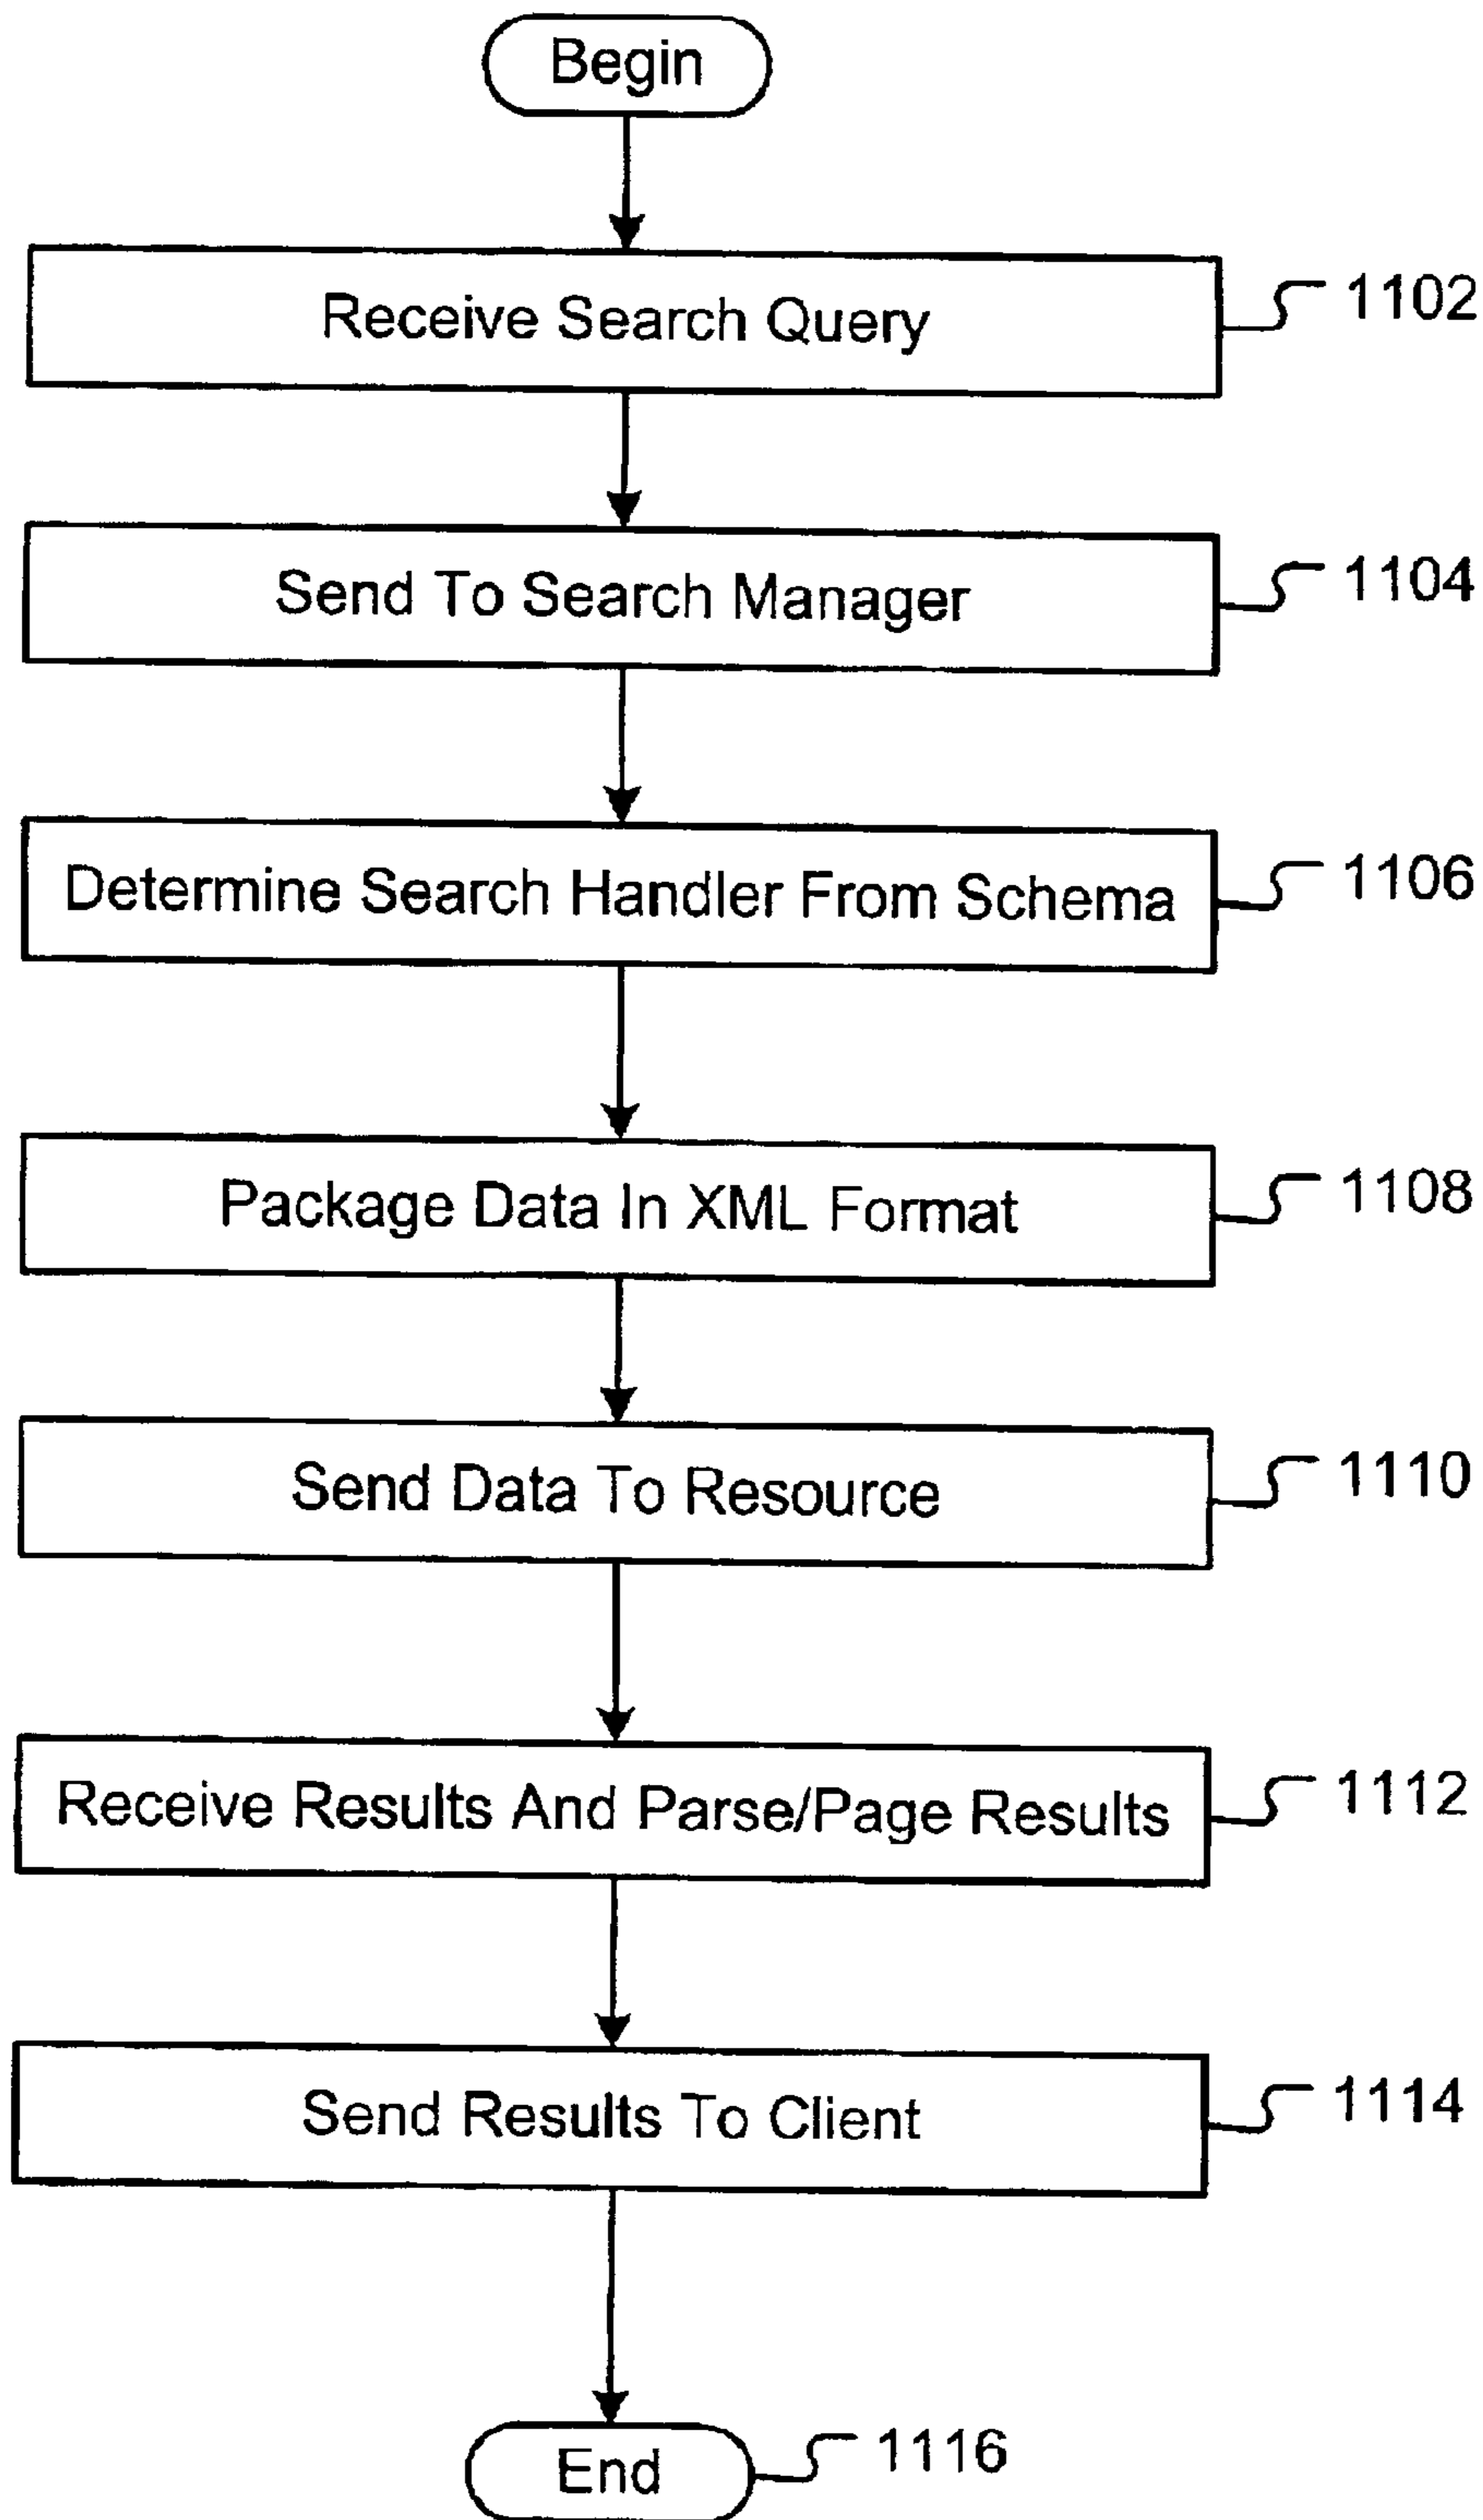 Begin
Receive Search Query
1102
Send To Search Manager
1104
Determine Search Handler From Schema
1106
Package Data In XML Format
1108
Send Data To Resource
1110
Receive Results And Parse/Page Results
1112
Send Results To Client
1114
End
1116